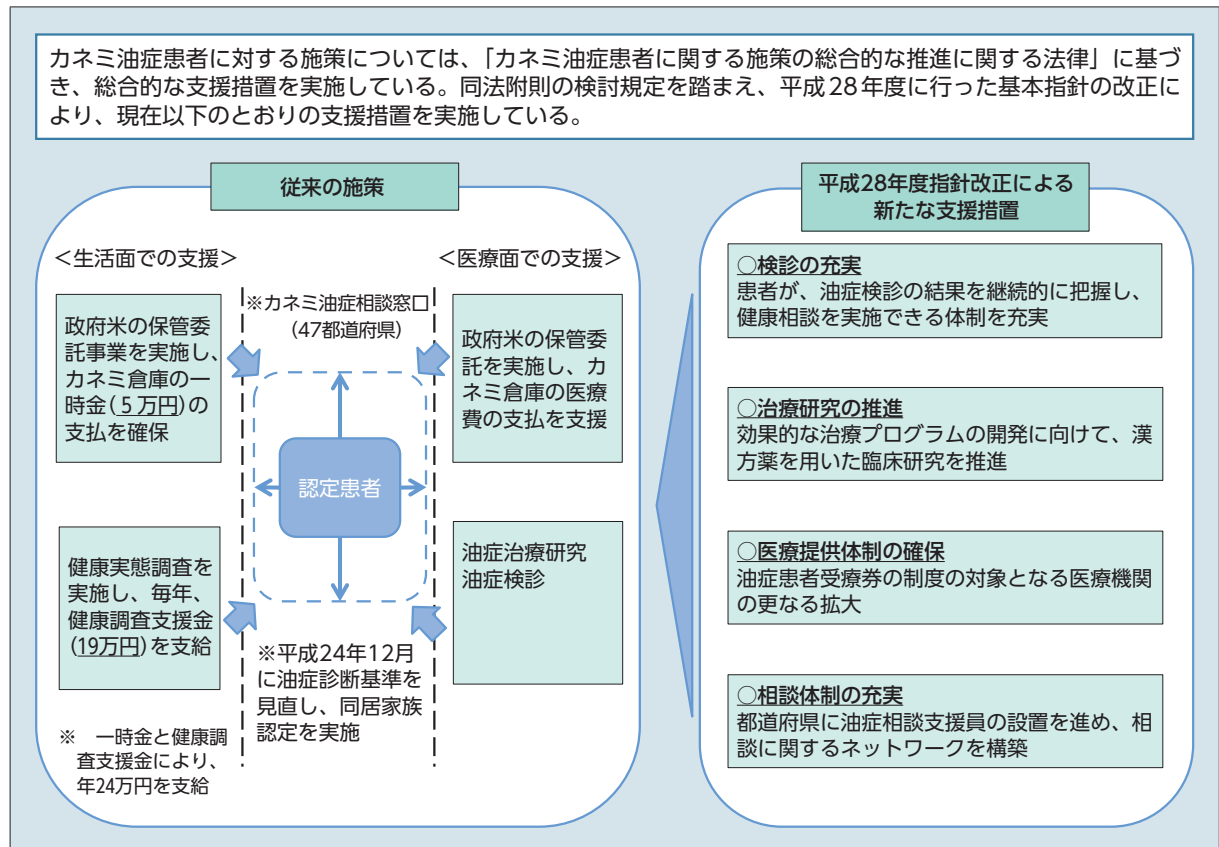 カネミ油症患者に対する施策については、「カネミ油症患者に関する施策の総合的な推進に関する法律」に基づ
き、総合的な支援措置を実施している。同法附則の検討規定を踏まえ、平成28年度に行った基本指針の改正に
より、現在以下のとおりの支援措置を実施している。
従来の施策
<生活面での支援>
<医療面での支援>
※カネミ油症相談窓口
(47都道府県)
政府米の保管委
託事業を実施し、
カネミ倉庫の一
時金(5万円)の
支払を確保
政府米の保管委
託を実施し、カ
ネミ倉庫の医療
費の支払を支援
認定患者
健康実態調査を
実施し、毎年、
健康調査支援金
(19万円)を支給
油症治療研究
油症検診
※平成24年12月
に油症診断基準を
見直し、同居家族
認定を実施
※ 一時金と健康調
査支援金により、
年24万円を支給
平成28年度指針改正による
新たな支援措置
○検診の充実
患者が、油症検診の結果を継続的に把握し、
健康相談を実施できる体制を充実
○治療研究の推進
効果的な治療プログラムの開発に向けて、漢
方薬を用いた臨床研究を推進
○医療提供体制の確保
油症患者受療券の制度の対象となる医療機関
の更なる拡大
○相談体制の充実
都道府県に油症相談支援員の設置を進め、相
談に関するネットワークを構築